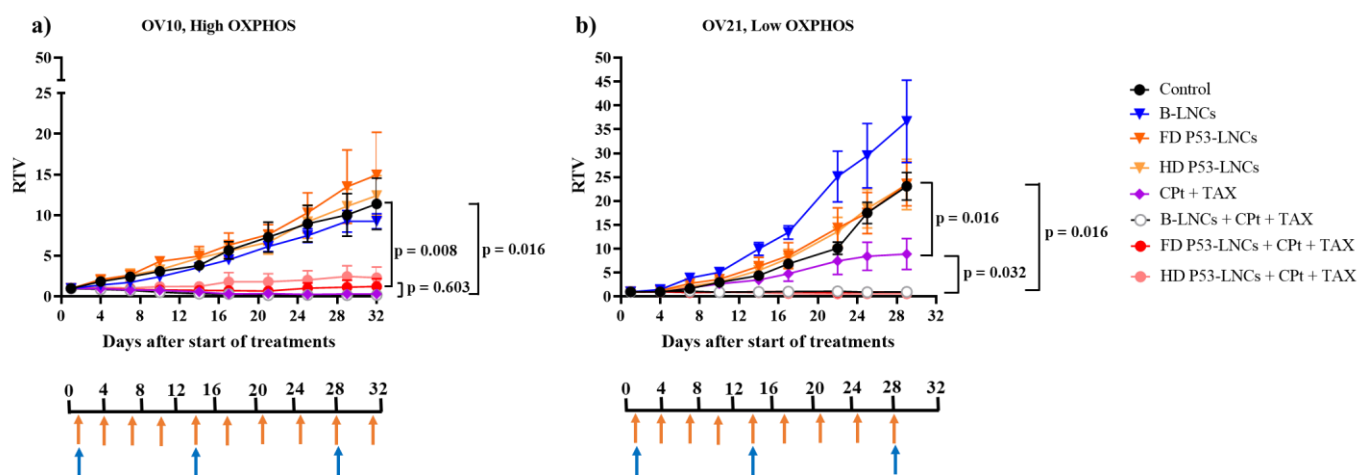 a)
OV10, High OXPHOS
50
25
20
15
10
5
0
RTV
0 4 8 12 16 20 24 28 32
Days after start of treatments
p = 0.008
p = 0.016
p = 0.603
0 4 8 12 16 20 24 28 32
b)
OV21, Low OXPHOS
50
45
40
35
30
25
20
15
10
5
0
RTV
0 4 8 12 16 20 24 28 32
Days after start of treatments
p = 0.016
p = 0.016
p = 0.032
0 4 8 12 16 20 24 28 32
Control
B-LNCs
FD P53-LNCs
HD P53-LNCs
CPt + TAX
B-LNCs + CPt + TAX
FD P53-LNCs + CPt + TAX
HD P53-LNCs + CPt + TAX